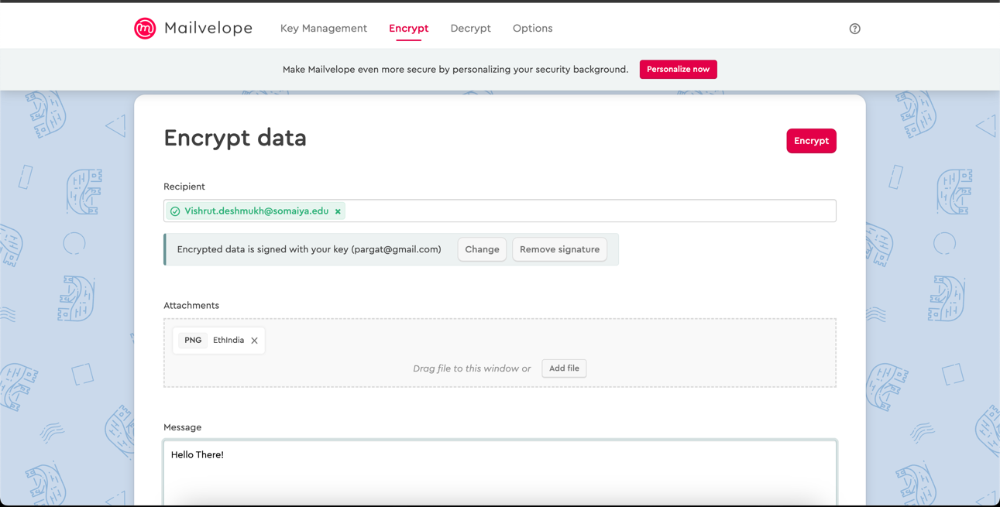 Mailvelope Key Management Encrypt Decrypt Options ?
Make Mailvelope even more secure by personalizing your security background. Personalize now
Encrypt data
Encrypt
Recipient
Vishrut.deshmukh@somaiya.edu ×
Encrypted data is signed with your key (pargat@gmail.com) Change Remove signature
Attachments
PNG EthIndia ×
Drag file to this window or Add file
Message
Hello There!